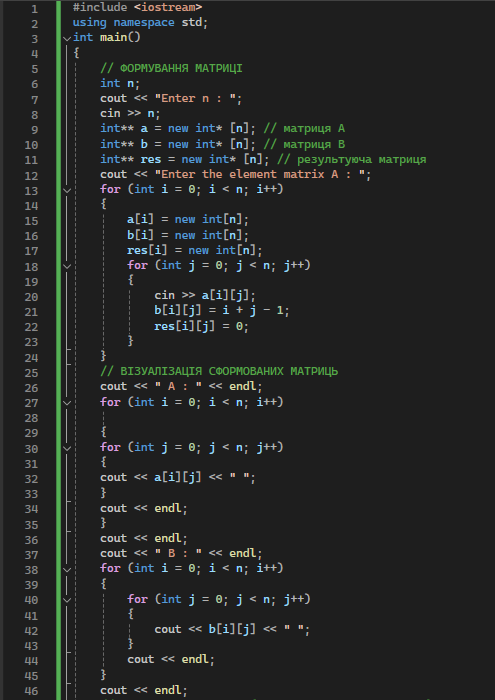 1 #include <iostream>
2 using namespace std;
3 int main()
4 {
5 // ФОРМУВАННЯ МАТРИЦІ
6 int n;
7 cout << "Enter n : ";
8 cin >> n;
9 int** a = new int* [n]; // матриця А
10 int** b = new int* [n]; // матриця В
11 int** res = new int* [n]; // результуюча матриця
12 cout << "Enter the element matrix A : ";
13 for (int i = 0; i < n; i++)
14 {
15 a[i] = new int[n];
16 b[i] = new int[n];
17 res[i] = new int[n];
18 for (int j = 0; j < n; j++)
19 {
20 cin >> a[i][j];
21 b[i][j] = i + j - 1;
22 res[i][j] = 0;
23 }
24 }
25 // ВІЗУАЛІЗАЦІЯ СФОРМОВАНИХ МАТРИЦЬ
26 cout << " A : " << endl;
27 for (int i = 0; i < n; i++)
28
29 {
30 for (int j = 0; j < n; j++)
31 {
32 cout << a[i][j] << " ";
33 }
34 cout << endl;
35 }
36 cout << endl;
37 cout << " B : " << endl;
38 for (int i = 0; i < n; i++)
39 {
40 for (int j = 0; j < n; j++)
41 {
42 cout << b[i][j] << " ";
43 }
44 cout << endl;
45 }
46 cout << endl;